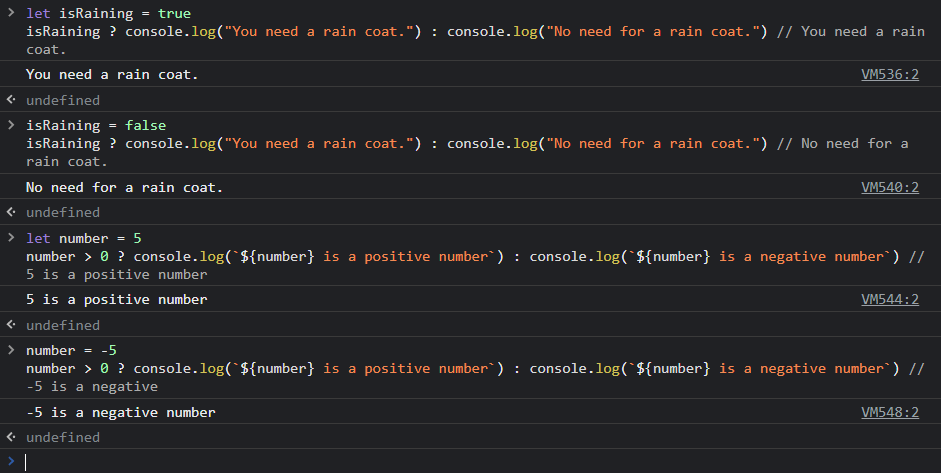 > let isRaining = true
isRaining ? console.log("You need a rain coat.") : console.log("No need for a rain coat.") // You need a rain
coat.
You need a rain coat. VM536:2
undefined
> isRaining = false
isRaining ? console.log("You need a rain coat.") : console.log("No need for a rain coat.") // No need for a
rain coat.
No need for a rain coat. VM540:2
undefined
> let number = 5
number > 0 ? console.log(`${number} is a positive number`) : console.log(`${number} is a negative number`) //
5 is a positive number
5 is a positive number VM544:2
undefined
> number = -5
number > 0 ? console.log(`${number} is a positive number`) : console.log(`${number} is a negative number`) //
-5 is a negative
-5 is a negative number VM548:2
undefined
>